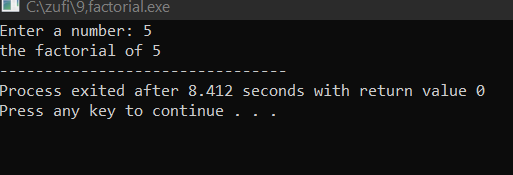 C:\zufi\9,factorial.exe
Enter a number: 5
the factorial of 5
--------------------------------
Process exited after 8.412 seconds with return value 0
Press any key to continue . . .